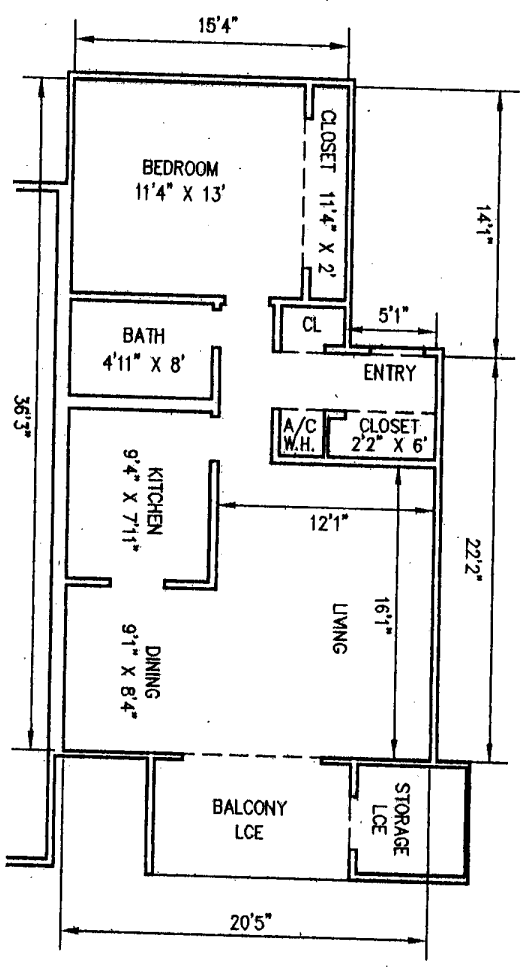 15'4"
BEDROOM
11'4" X 13'
CLOSET 11'4" X 2'
14'1"
5'1"
CL
BATH
4'11" X 8'
ENTRY
36'3"
A/C
W.H.
CLOSET
2'2" X 6'
KITCHEN
9'4" X 7'11"
12'1"
22'2"
16'1"
LIVING
DINING
9'1" X 8'4"
BALCONY
LCE
STORAGE
LCE
20'5"